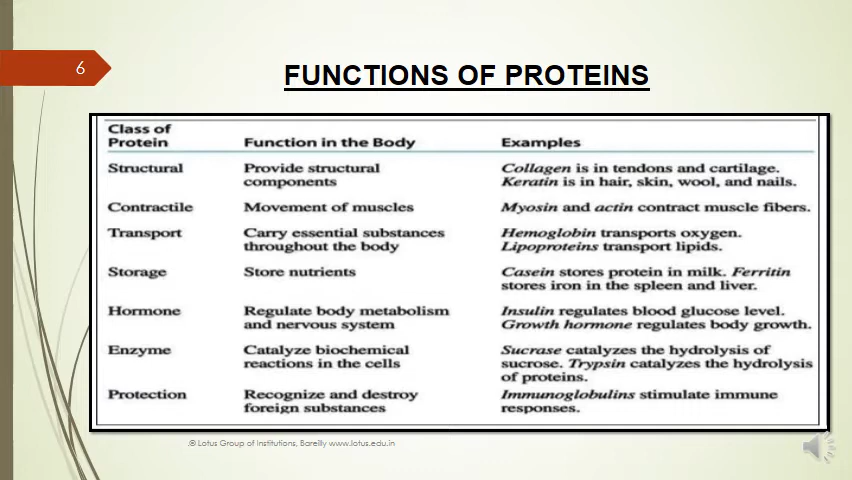 6
FUNCTIONS OF PROTEINS
Class of
Protein Function in the Body Examples
Structural Provide structural Collagen is in tendons and cartilage.
components Keratin is in hair, skin, wool, and nails.
Contractile Movement of muscles Myosin and actin contract muscle fibers.
Transport Carry essential substances Hemoglobin transports oxygen.
throughout the body Lipoproteins transport lipids.
Storage Store nutrients Casein stores protein in milk. Ferritin
stores iron in the spleen and liver.
Hormone Regulate body metabolism Insulin regulates blood glucose level.
and nervous system Growth hormone regulates body growth.
Enzyme Catalyze biochemical Sucrase catalyzes the hydrolysis of
reactions in the cells sucrose. Trypsin catalyzes the hydrolysis
of proteins.
Protection Recognize and destroy Immunoglobulins stimulate immune
foreign substances responses.
.® Lotus Group of Institutions, Bareilly www.lotus.edu.in